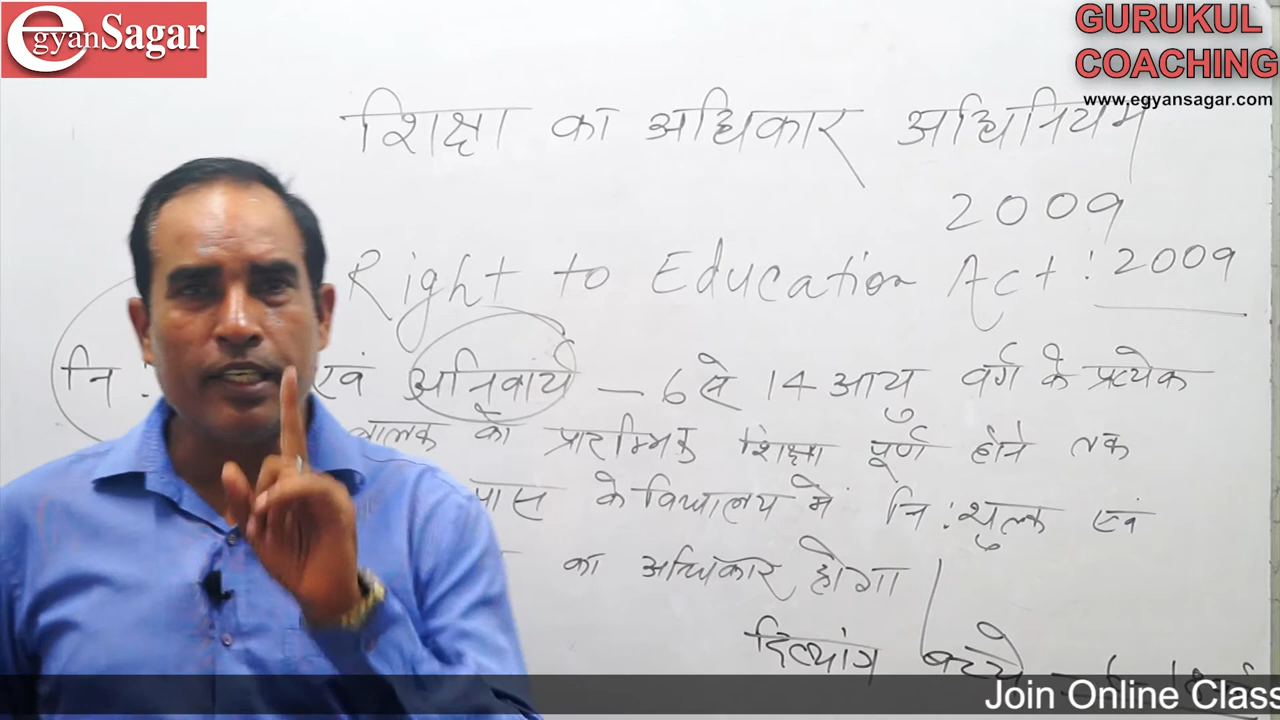 egyanSagar
GURUKUL
COACHING
www.egyansagar.com
शिक्षा का अधिकार अधिनियम
2009
Right to Education Act : 2009
नि : एवं अनिवार्य – 6 से 14 आयु वर्ग के प्रत्येक
बालक को प्रारम्भिक शिक्षा पूर्ण होने तक
पास के विद्यालय में नि : शुल्क एवं
का अधिकार होगा
दिव्यांग बच्चे
Join Online Class